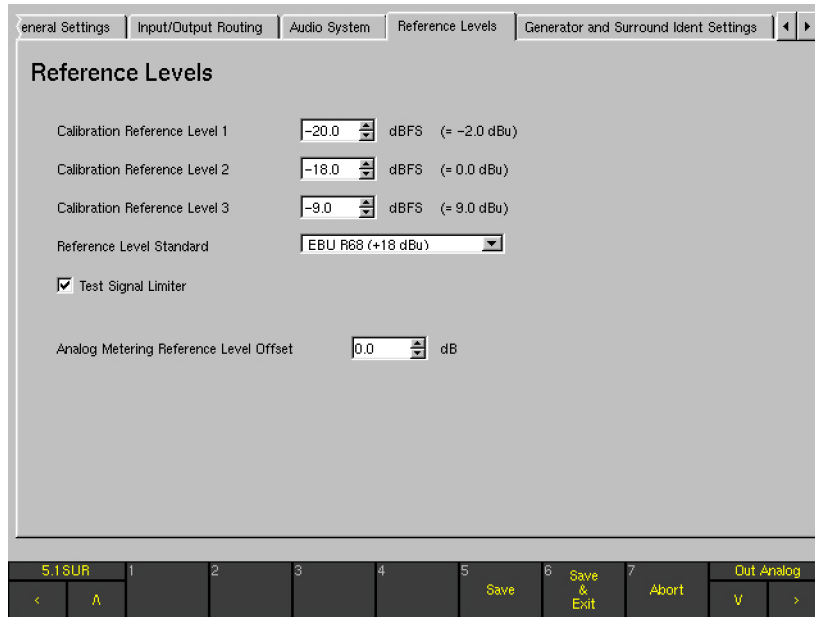 eneral Settings Input/Output Routing Audio System Reference Levels Generator and Surround Ident Settings
Reference Levels
Calibration Reference Level 1 -20.0 dBFS (= -2.0 dBu)
Calibration Reference Level 2 -18.0 dBFS (= 0.0 dBu)
Calibration Reference Level 3 -9.0 dBFS (= 9.0 dBu)
Reference Level Standard EBU R68 (+18 dBu)
Test Signal Limiter
Analog Metering Reference Level Offset 0.0 dB
5.1SUR 1 2 3 4 5 Save 6 Save & Exit 7 Abort Out Analog
< Λ V >